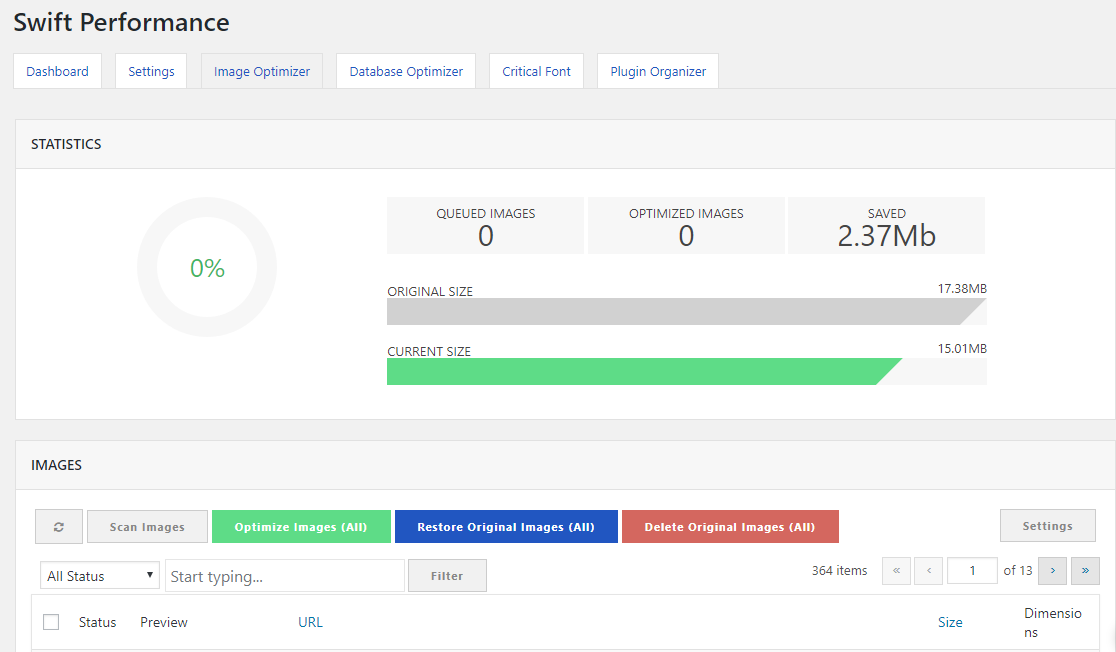 Swift Performance
Dashboard Settings Image Optimizer Database Optimizer Critical Font Plugin Organizer
STATISTICS
0%
QUEUED IMAGES
0
OPTIMIZED IMAGES
0
SAVED
2.37Mb
ORIGINAL SIZE 17.38MB
CURRENT SIZE 15.01MB
IMAGES
Scan Images Optimize Images (All) Restore Original Images (All) Delete Original Images (All) Settings
All Status Start typing... Filter 364 items « ‹ 1 of 13 › »
Status Preview URL Size Dimensio
ns